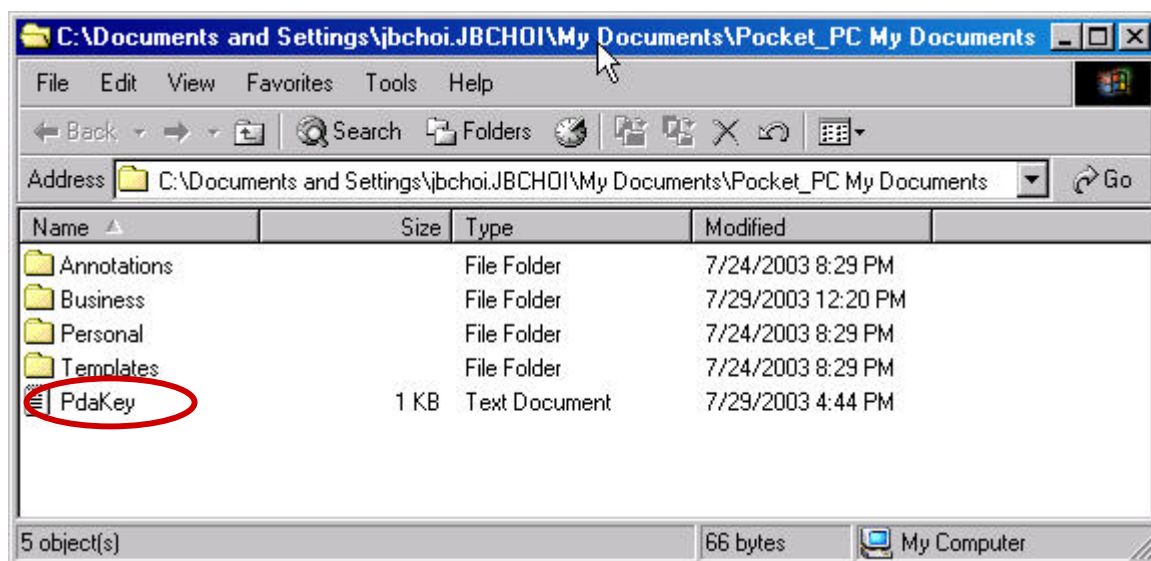 C:\Documents and Settings\jbchoi.JBCHOI\My Documents\Pocket_PC My Documents
File Edit View Favorites Tools Help
Back Search Folders
Address C:\Documents and Settings\jbchoi.JBCHOI\My Documents\Pocket_PC My Documents Go
Name Size Type Modified
Annotations File Folder 7/24/2003 8:29 PM
Business File Folder 7/29/2003 12:20 PM
Personal File Folder 7/24/2003 8:29 PM
Templates File Folder 7/24/2003 8:29 PM
PdaKey 1 KB Text Document 7/29/2003 4:44 PM
5 object(s) 66 bytes My Computer